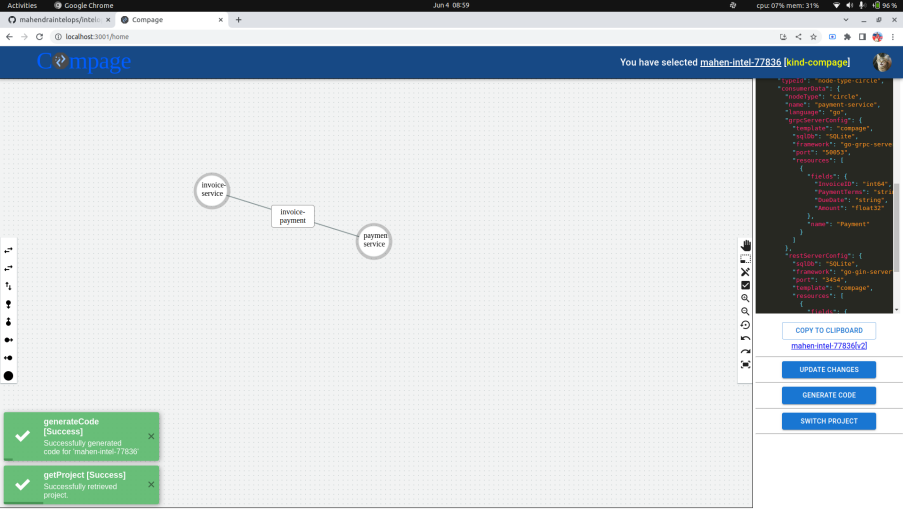 Activities
Google Chrome
Jun 4 08:59
cpu: 07% mem: 31%
96 %
mahendraintelops/intelo
Compage
localhost:3001/home
Compage
You have selected mahen-intel-77836 [kind-compage]
"typeId": "node-type-circle",
"consumerData": {
"nodeType": "circle",
"name": "payment-service",
"language": "go",
"grpcServerConfig": {
"template": "compage",
"sqlDb": "SQLite",
"framework": "go-grpc-server
"port": "50053",
"resources": [
{
"fields": {
"InvoiceID": "int64",
"PaymentTerms": "strin
"DueDate": "string",
"Amount": "float32"
},
"name": "Payment"
}
]
},
"restServerConfig": {
"sqlDb": "SQLite",
"framework": "go-gin-server
"port": "3454",
"template": "compage",
"resources": [
{
"fields": {
invoice-
service
invoice-
payment
paymen
service
COPY TO CLIPBOARD
mahen-intel-77836[v2]
UPDATE CHANGES
GENERATE CODE
SWITCH PROJECT
generateCode
[Success]
Successfully generated
code for 'mahen-intel-77836'
getProject [Success]
Successfully retrieved
project.